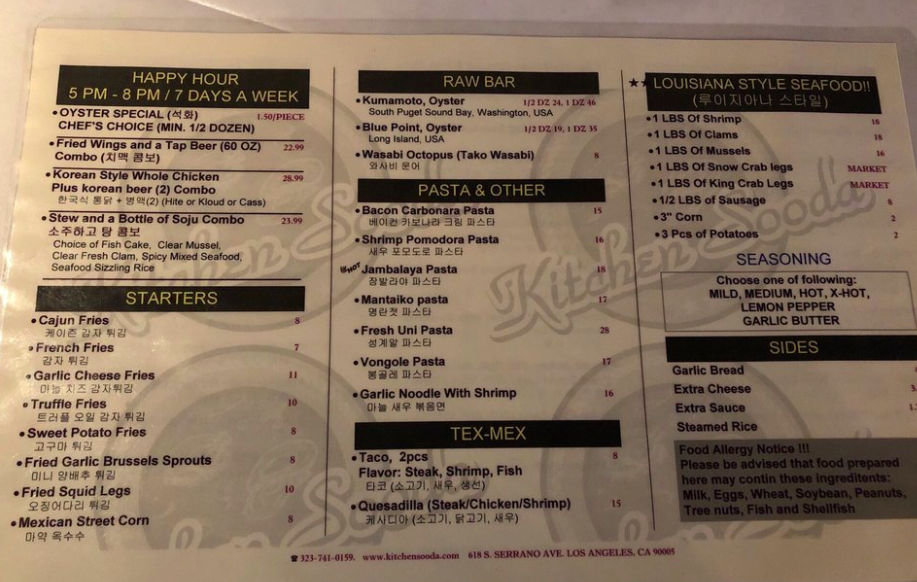 HAPPY HOUR
5 PM - 8 PM / 7 DAYS A WEEK
• OYSTER SPECIAL (석화) 1.50/PIECE
CHEF'S CHOICE (MIN. 1/2 DOZEN)
• Fried Wings and a Tap Beer (60 OZ) 22.99
Combo (치맥 콤보)
• Korean Style Whole Chicken 28.99
Plus korean beer (2) Combo
한국식 통닭 + 병맥(2) (Hite or Kloud or Cass)
• Stew and a Bottle of Soju Combo 23.99
소주하고 탕 콤보
Choice of Fish Cake, Clear Mussel,
Clear Fresh Clam, Spicy Mixed Seafood,
Seafood Sizzling Rice
STARTERS
• Cajun Fries 8
케이준 감자 튀김
• French Fries 7
감자 튀김
• Garlic Cheese Fries 11
마늘 치즈 감자튀김
• Truffle Fries 10
트러플 오일 감자 튀김
• Sweet Potato Fries 8
고구마 튀김
• Fried Garlic Brussels Sprouts 8
미니 양배추 튀김
• Fried Squid Legs 10
오징어다리 튀김
• Mexican Street Corn 8
마약 옥수수
RAW BAR
• Kumamoto, Oyster 1/2 DZ 24, 1 DZ 46
South Puget Sound Bay, Washington, USA
• Blue Point, Oyster 1/2 DZ 19, 1 DZ 35
Long Island, USA
• Wasabi Octopus (Tako Wasabi) 8
와사비 문어
PASTA & OTHER
• Bacon Carbonara Pasta 15
베이컨 카보나라 크림 파스타
• Shrimp Pomodora Pasta 16
새우 포모도로 파스타
HOT
• Jambalaya Pasta 18
잠발라야 파스타
• Mantaiko pasta 17
명란젓 파스타
• Fresh Uni Pasta 28
성게알 파스타
• Vongole Pasta 17
봉골레 파스타
• Garlic Noodle With Shrimp 16
마늘 새우 볶음면
TEX-MEX
• Taco, 2pcs 8
Flavor: Steak, Shrimp, Fish
타코 (소고기, 새우, 생선)
• Quesadilla (Steak/Chicken/Shrimp) 15
케사디아 (소고기, 닭고기, 새우)
★★ LOUISIANA STYLE SEAFOOD!!
(루이지아나 스타일)
• 1 LBS Of Shrimp 18
• 1 LBS Of Clams 18
• 1 LBS Of Mussels 16
• 1 LBS Of Snow Crab legs MARKET
• 1 LBS Of King Crab Legs MARKET
• 1/2 LBS of Sausage 8
• 3" Corn 2
• 3 Pcs of Potatoes 2
SEASONING
Choose one of following:
MILD, MEDIUM, HOT, X-HOT,
LEMON PEPPER
GARLIC BUTTER
SIDES
Garlic Bread
Extra Cheese
Extra Sauce
Steamed Rice
Food Allergy Notice !!!
Please be advised that food prepared
here may contin these ingreditents:
Milk, Eggs, Wheat, Soybean, Peanuts,
Tree nuts, Fish and Shellfish
Kitchen Sooda
☎ 323-741-0159. www.kitchensooda.com 618 S. SERRANO AVE. LOS ANGELES. CA 90005